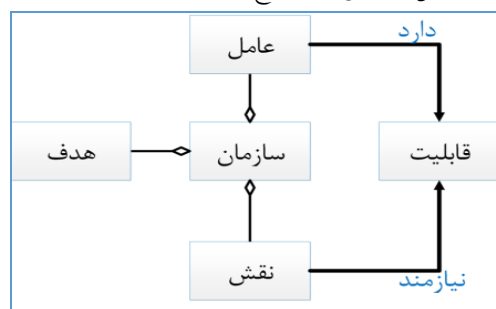 عامل
دارد
هدف
سازمان
قابلیت
نقش
نیازمند